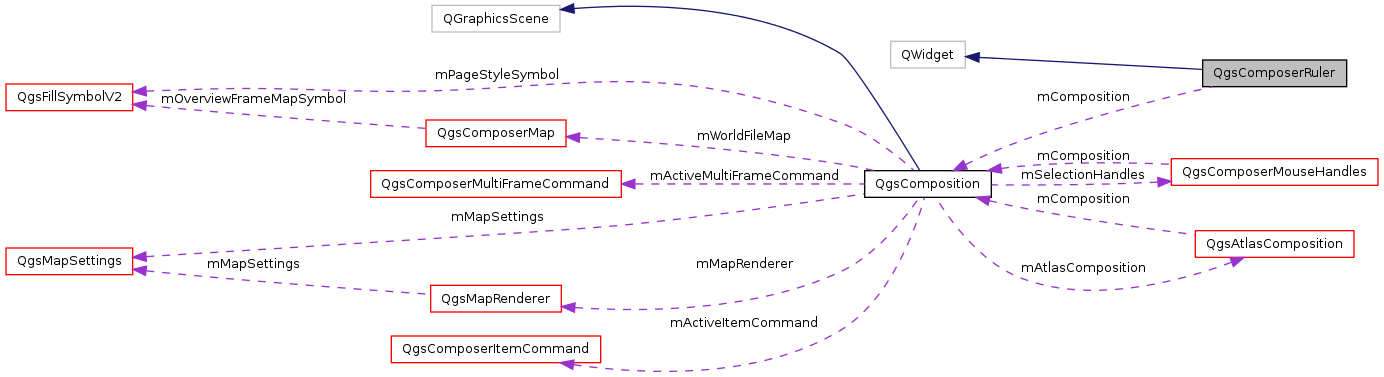 QGraphicsScene
QWidget
QgsComposerRuler
mPageStyleSymbol
QgsFillSymbolV2
mOverviewFrameMapSymbol
mComposition
QgsComposerMap
mWorldFileMap
mComposition
QgsComposerMouseHandles
mActiveMultiFrameCommand
mSelectionHandles
QgsComposerMultiFrameCommand
QgsComposition
mComposition
mMapSettings
QgsAtlasComposition
QgsMapSettings
mMapSettings
mMapRenderer
mAtlasComposition
QgsMapRenderer
mActiveItemCommand
QgsComposerItemCommand